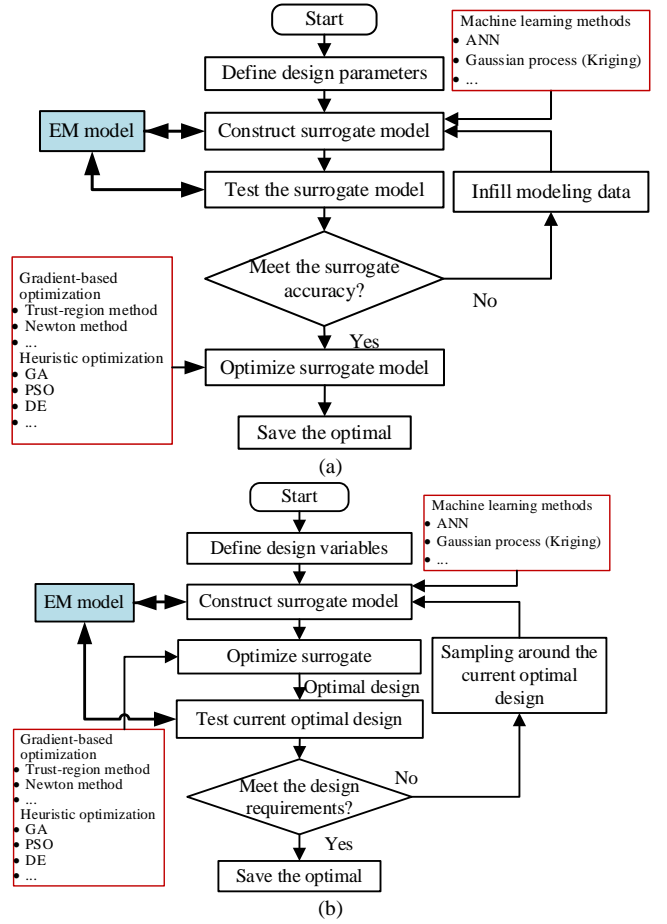 Start
Machine learning methods
• ANN
• Gaussian process (Kriging)
• ...
Define design parameters
EM model
Construct surrogate model
Test the surrogate model
Infill modeling data
Meet the surrogate
accuracy?
No
Yes
Gradient-based
optimization
• Trust-region method
• Newton method
• ...
Heuristic optimization
• GA
• PSO
• DE
• ...
Optimize surrogate model
Save the optimal
(a)
Start
Machine learning methods
• ANN
• Gaussian process (Kriging)
• ...
Define design variables
EM model
Construct surrogate model
Optimize surrogate
Sampling around the
current optimal
design
Optimal design
Test current optimal design
Gradient-based
optimization
• Trust-region method
• Newton method
• ...
Heuristic optimization
• GA
• PSO
• DE
• ...
Meet the design
requirements?
No
Yes
Save the optimal
(b)